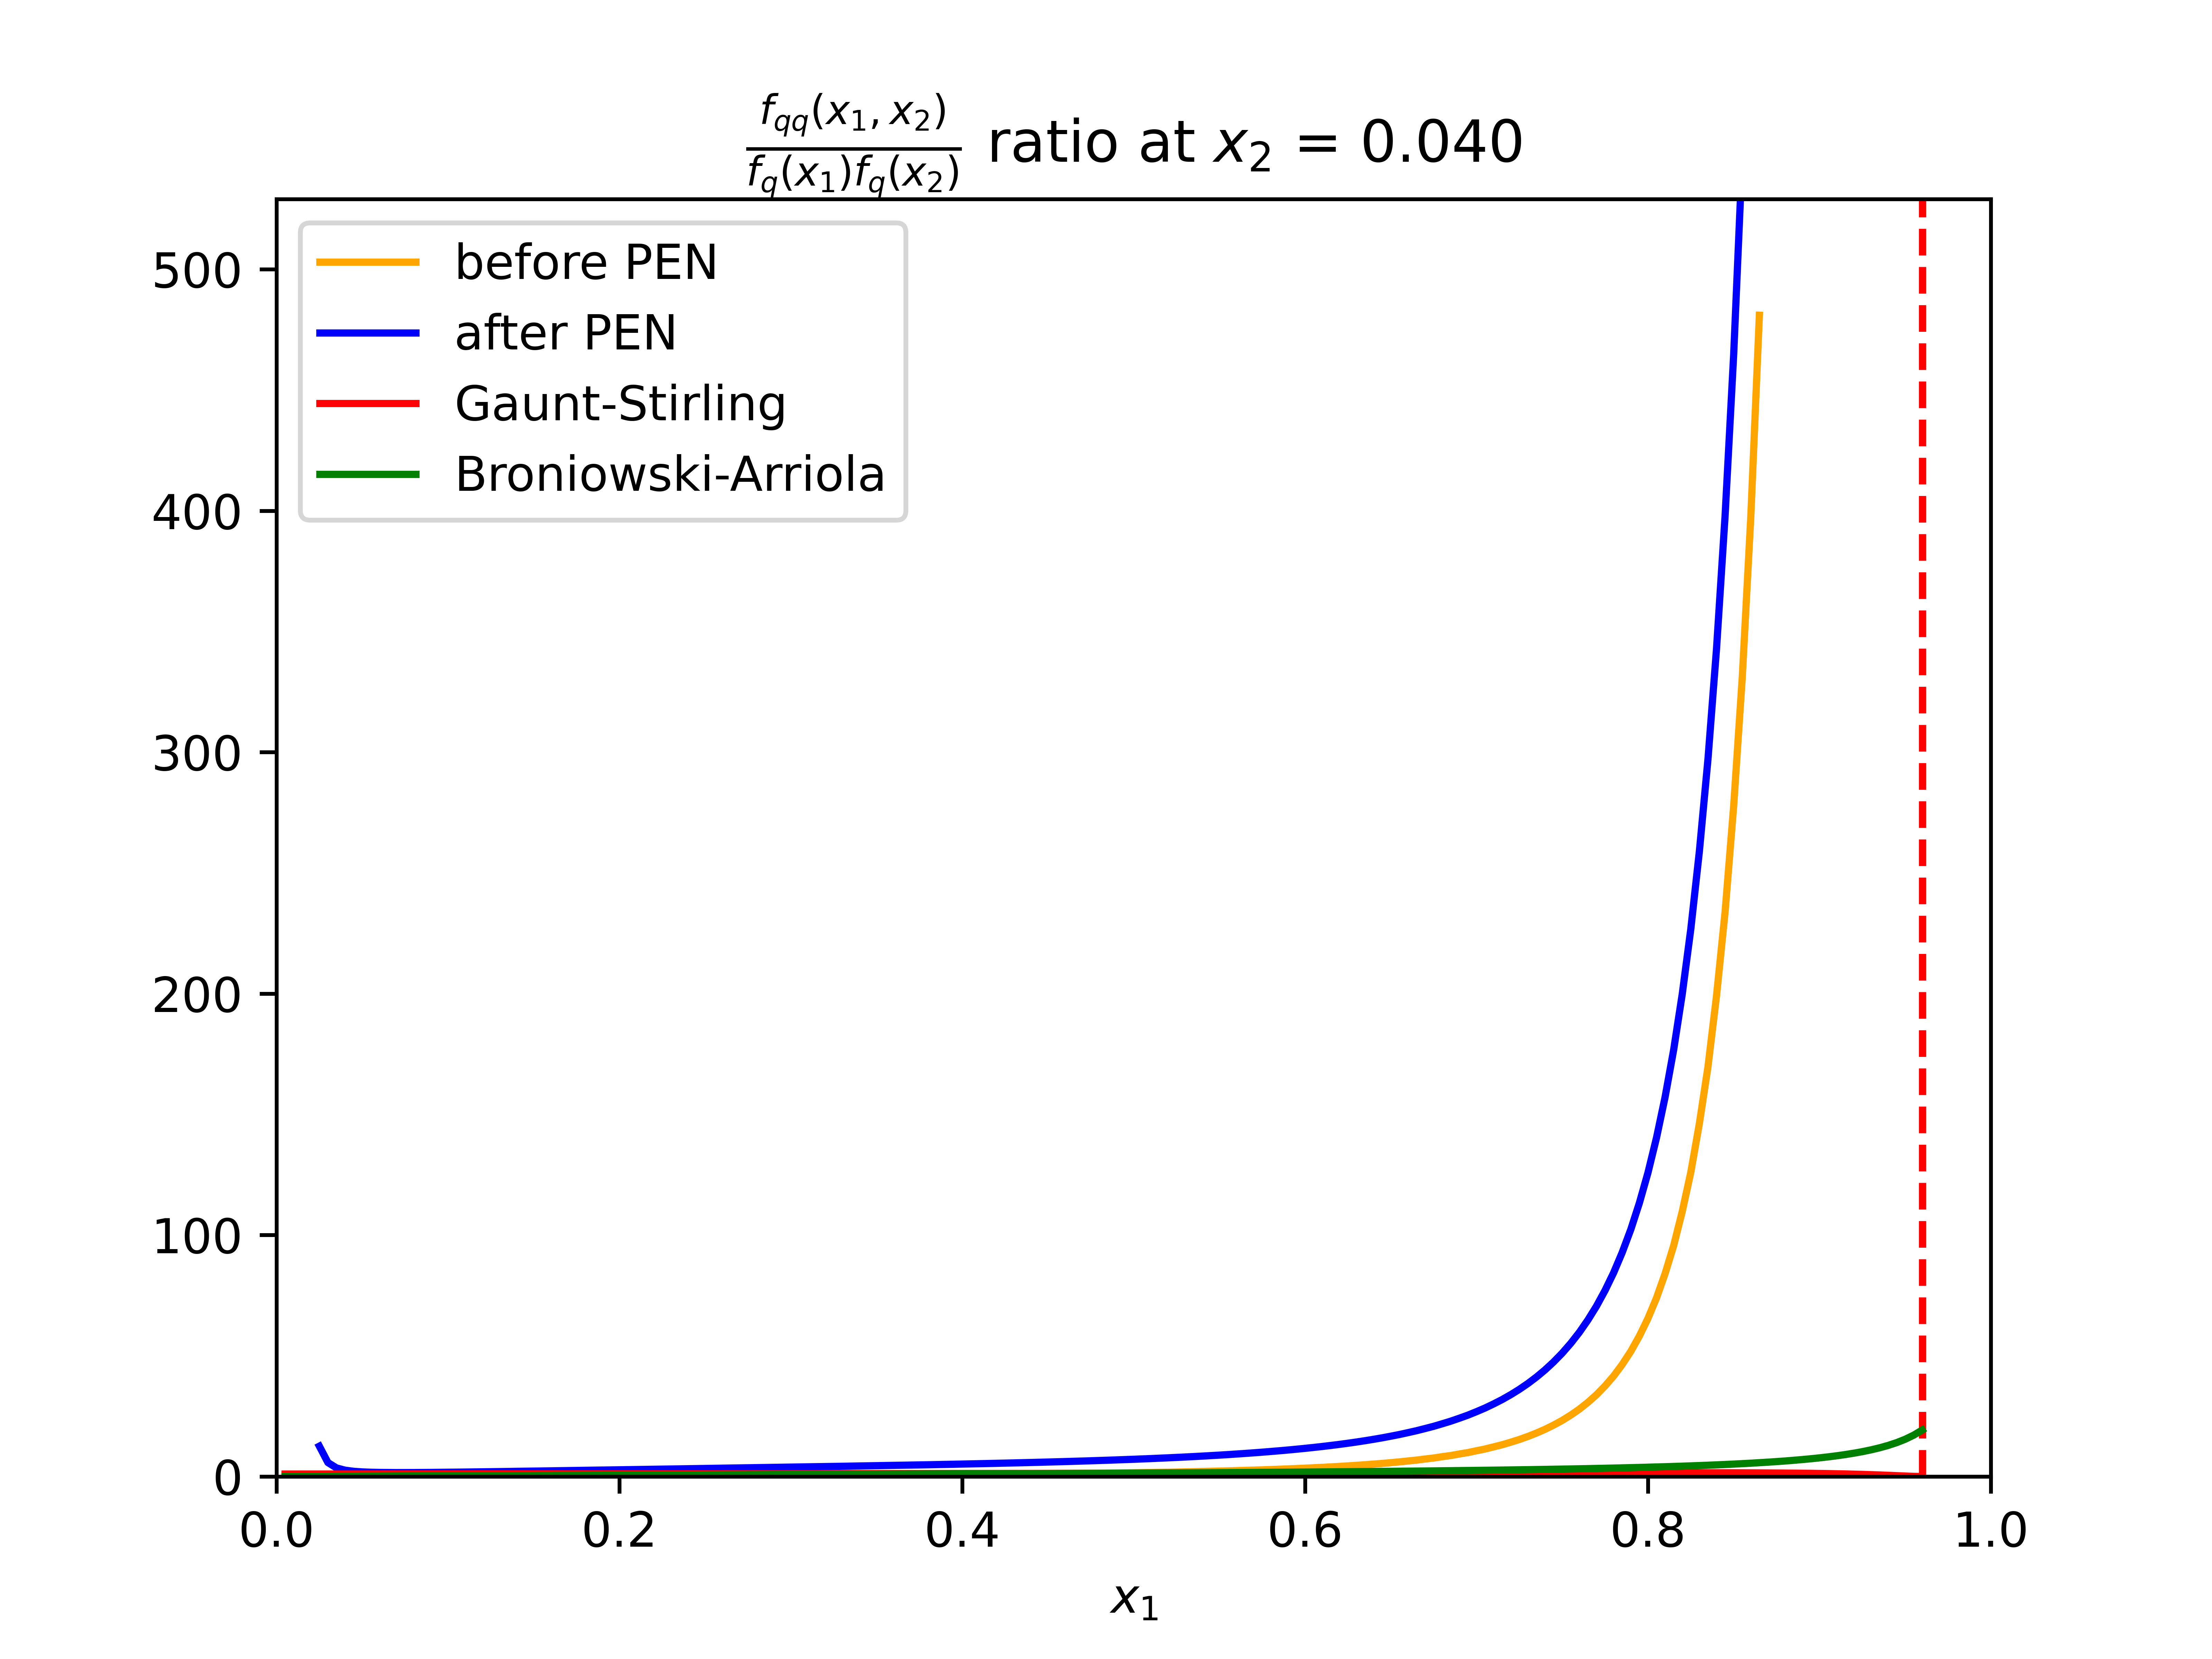 f_{qq}(x_1, x_2)
f_q(x_1)f_q(x_2) ratio at x_2 = 0.040
before PEN
after PEN
Gaunt-Stirling
Broniowski-Arriola
500
400
300
200
100
0
0.0 0.2 0.4 0.6 0.8 1.0
x_1